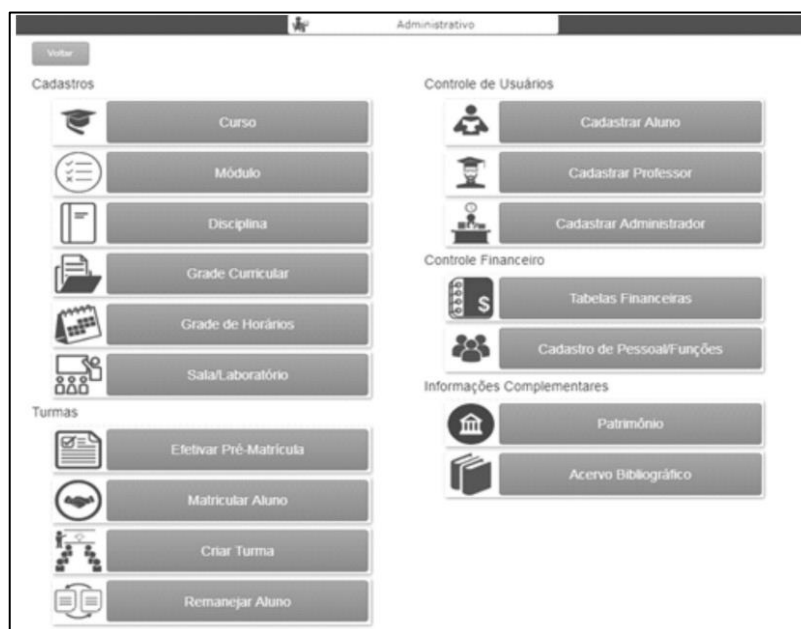 Administrativo
Voltar
Cadastros
Curso
Módulo
Disciplina
Grade Curricular
Grade de Horários
Sala/Laboratório
Turmas
Efetivar Pré-Matrícula
Matricular Aluno
Criar Turma
Remanejar Aluno
Controle de Usuários
Cadastrar Aluno
Cadastrar Professor
Cadastrar Administrador
Controle Financeiro
$
Tabelas Financeiras
Cadastro de Pessoal/Funções
Informações Complementares
Patrimônio
Acervo Bibliográfico